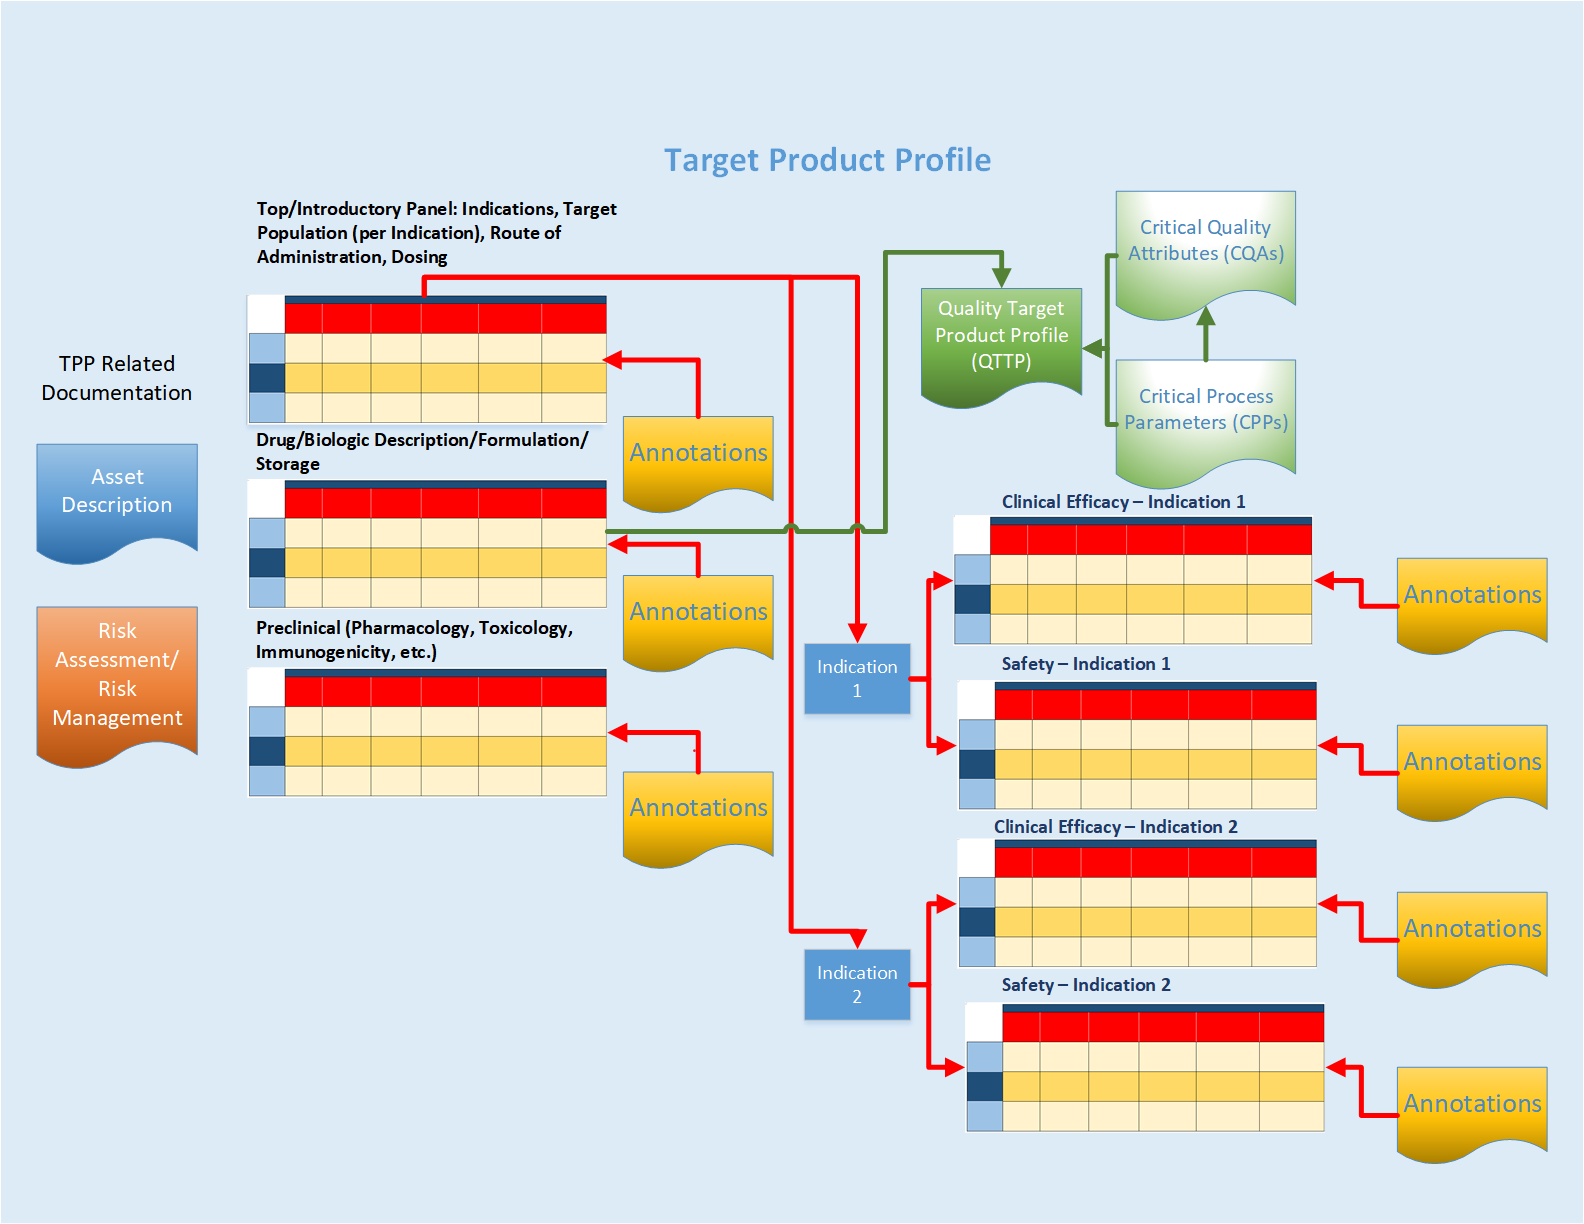 Target Product Profile
Top/Introductory Panel: Indications, Target
Population (per Indication), Route of
Administration, Dosing
TPP Related
Documentation
Asset
Description
Risk
Assessment/
Risk
Management
Annotations
Drug/Biologic Description/Formulation/
Storage
Annotations
Preclinical (Pharmacology, Toxicology,
Immunogenicity, etc.)
Annotations
Critical Quality
Attributes (CQAs)
Quality Target
Product Profile
(QTTP)
Critical Process
Parameters (CPPs)
Indication
1
Clinical Efficacy – Indication 1
Annotations
Safety – Indication 1
Annotations
Indication
2
Clinical Efficacy – Indication 2
Annotations
Safety – Indication 2
Annotations